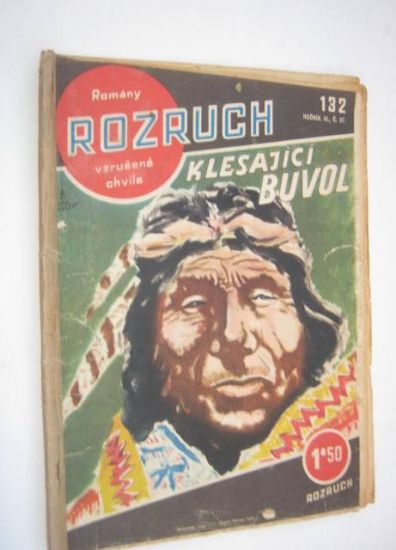 Romány
ROZRUCH
vzrušené
chvíle
132
KLESAJÍCÍ
BUVOL
1•50
ROZRUCH